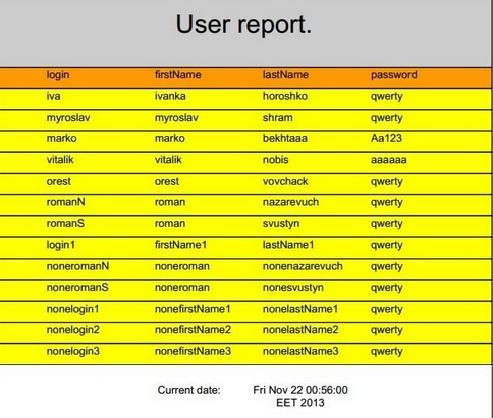 User report.
login firstName lastName password
iva ivanka horoshko qwerty
myroslav myroslav shram qwerty
marko marko bekhtaaa Aa123
vitalik vitalik nobis aaaaaa
orest orest vovchack qwerty
romanN roman nazarevuch qwerty
romanS roman svustyn qwerty
login1 firstName1 lastName1 qwerty
noneromanN noneroman nonenazarevuch qwerty
noneromanS noneroman nonesvustyn qwerty
nonelogin1 nonefirstName1 nonelastName1 qwerty
nonelogin2 nonefirstName2 nonelastName2 qwerty
nonelogin3 nonefirstName3 nonelastName3 qwerty
Current date: Fri Nov 22 00:56:00
EET 2013